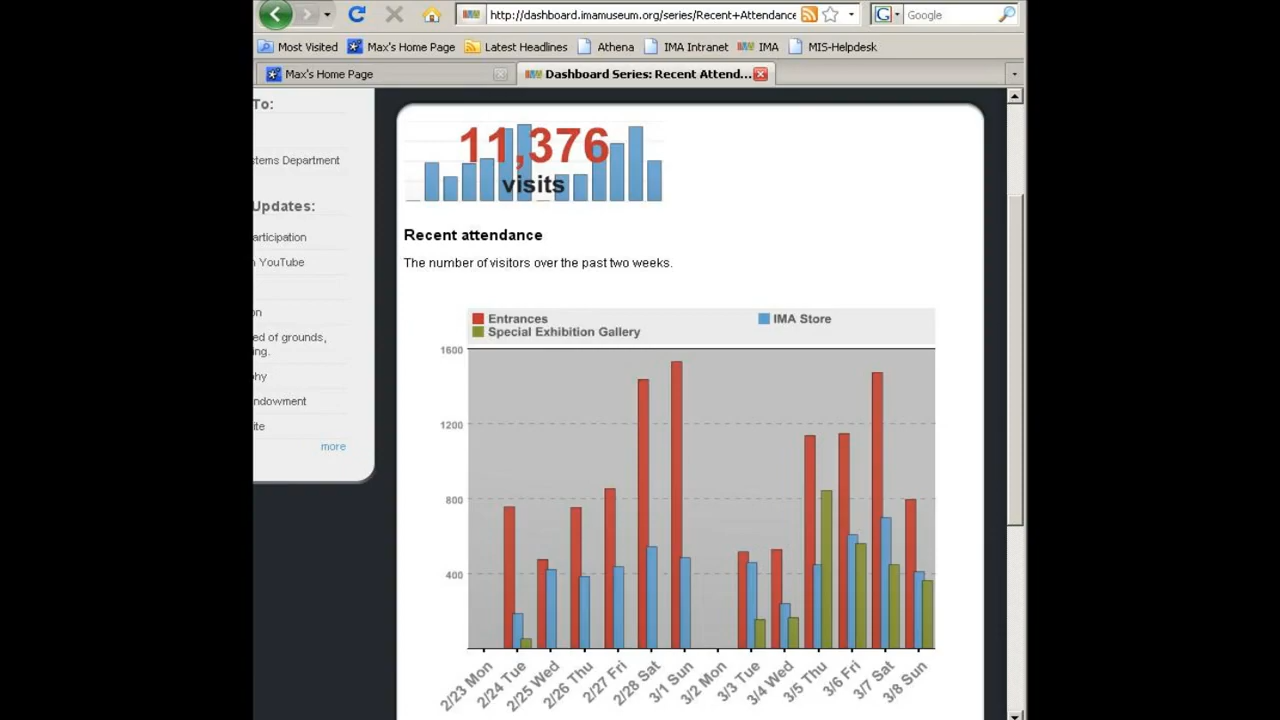 http://dashboard.imamuseum.org/series/Recent+Attendance
Google
Most Visited Max's Home Page Latest Headlines Athena IMA Intranet IMA MIS-Helpdesk
Max's Home Page Dashboard Series: Recent Attend...
To:
stems Department
Updates:
articipation
YouTube
on
ed of grounds,
ng.
phy
ndowment
ite
more
11,376
visits
Recent attendance
The number of visitors over the past two weeks.
Entrances IMA Store
Special Exhibition Gallery
1600
1200
800
400
2/23 Mon 2/24 Tue 2/25 Wed 2/26 Thu 2/27 Fri 2/28 Sat 3/1 Sun 3/2 Mon 3/3 Tue 3/4 Wed 3/5 Thu 3/6 Fri 3/7 Sat 3/8 Sun